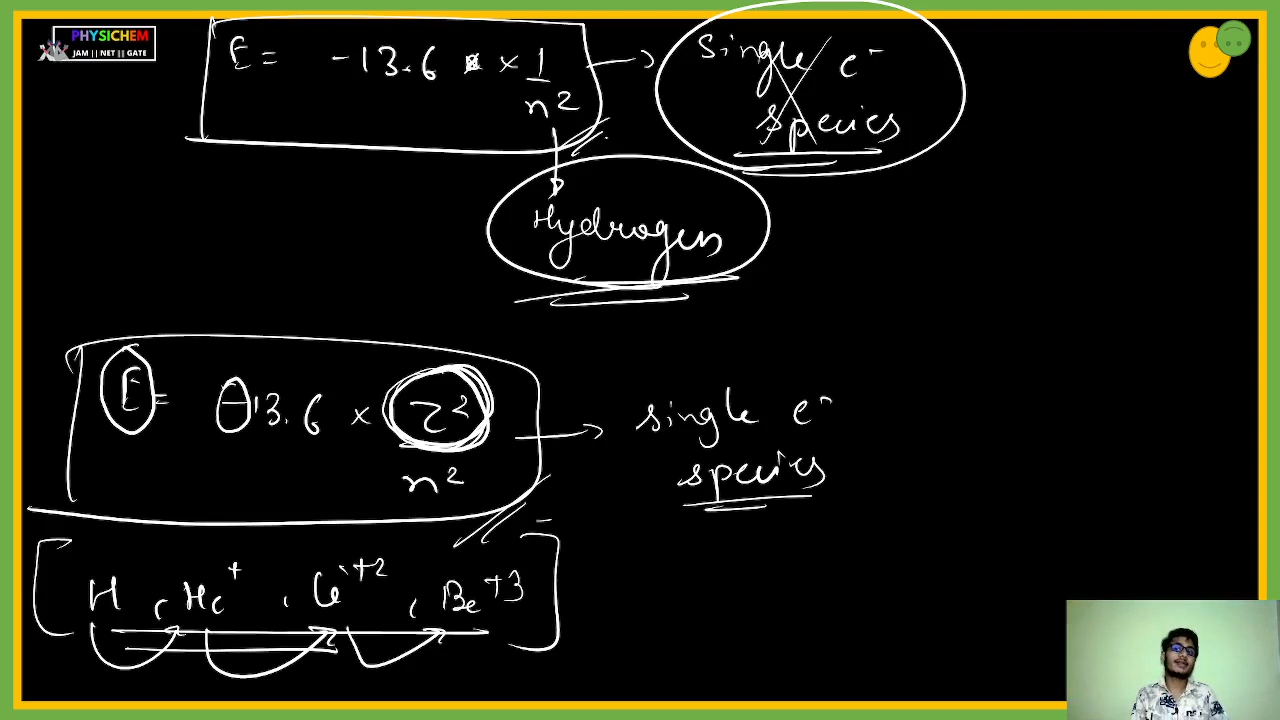 PHYSICHEM
JAM || NET || GATE
E = -13.6 × 1/n²
Single e⁻
species
Hydrogen
E = -13.6 × z²/n²
single e⁻
species
H, He⁺, Li⁺², Be⁺³